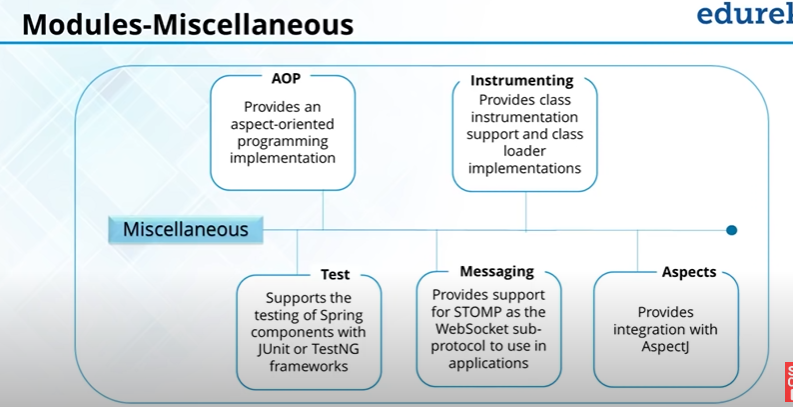 Modules-Miscellaneous
AOP
Provides an
aspect-oriented
programming
implementation
Instrumenting
Provides class
instrumentation
support and class
loader
implementations
Miscellaneous
Test
Supports the
testing of Spring
components with
JUnit or TestNG
frameworks
Messaging
Provides support
for STOMP as the
WebSocket sub-
protocol to use in
applications
Aspects
Provides
integration with
AspectJ